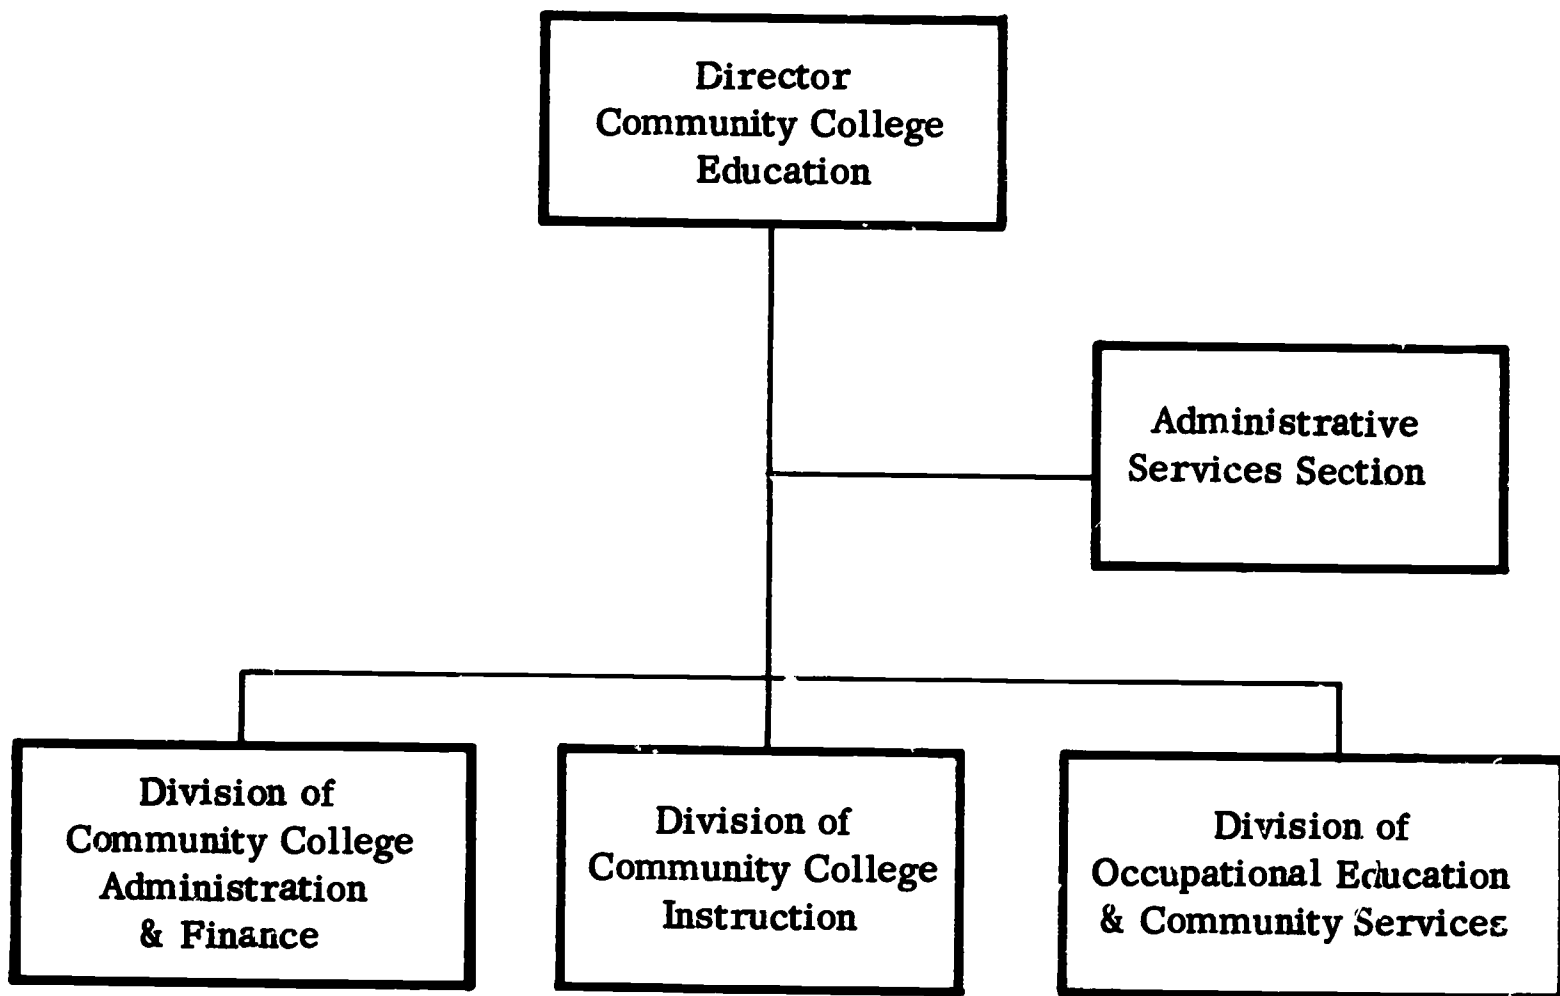 Director
Community College
Education
Administrative
Services Section
Division of
Community College
Administration
& Finance
Division of
Community College
Instruction
Division of
Occupational Education
& Community Services